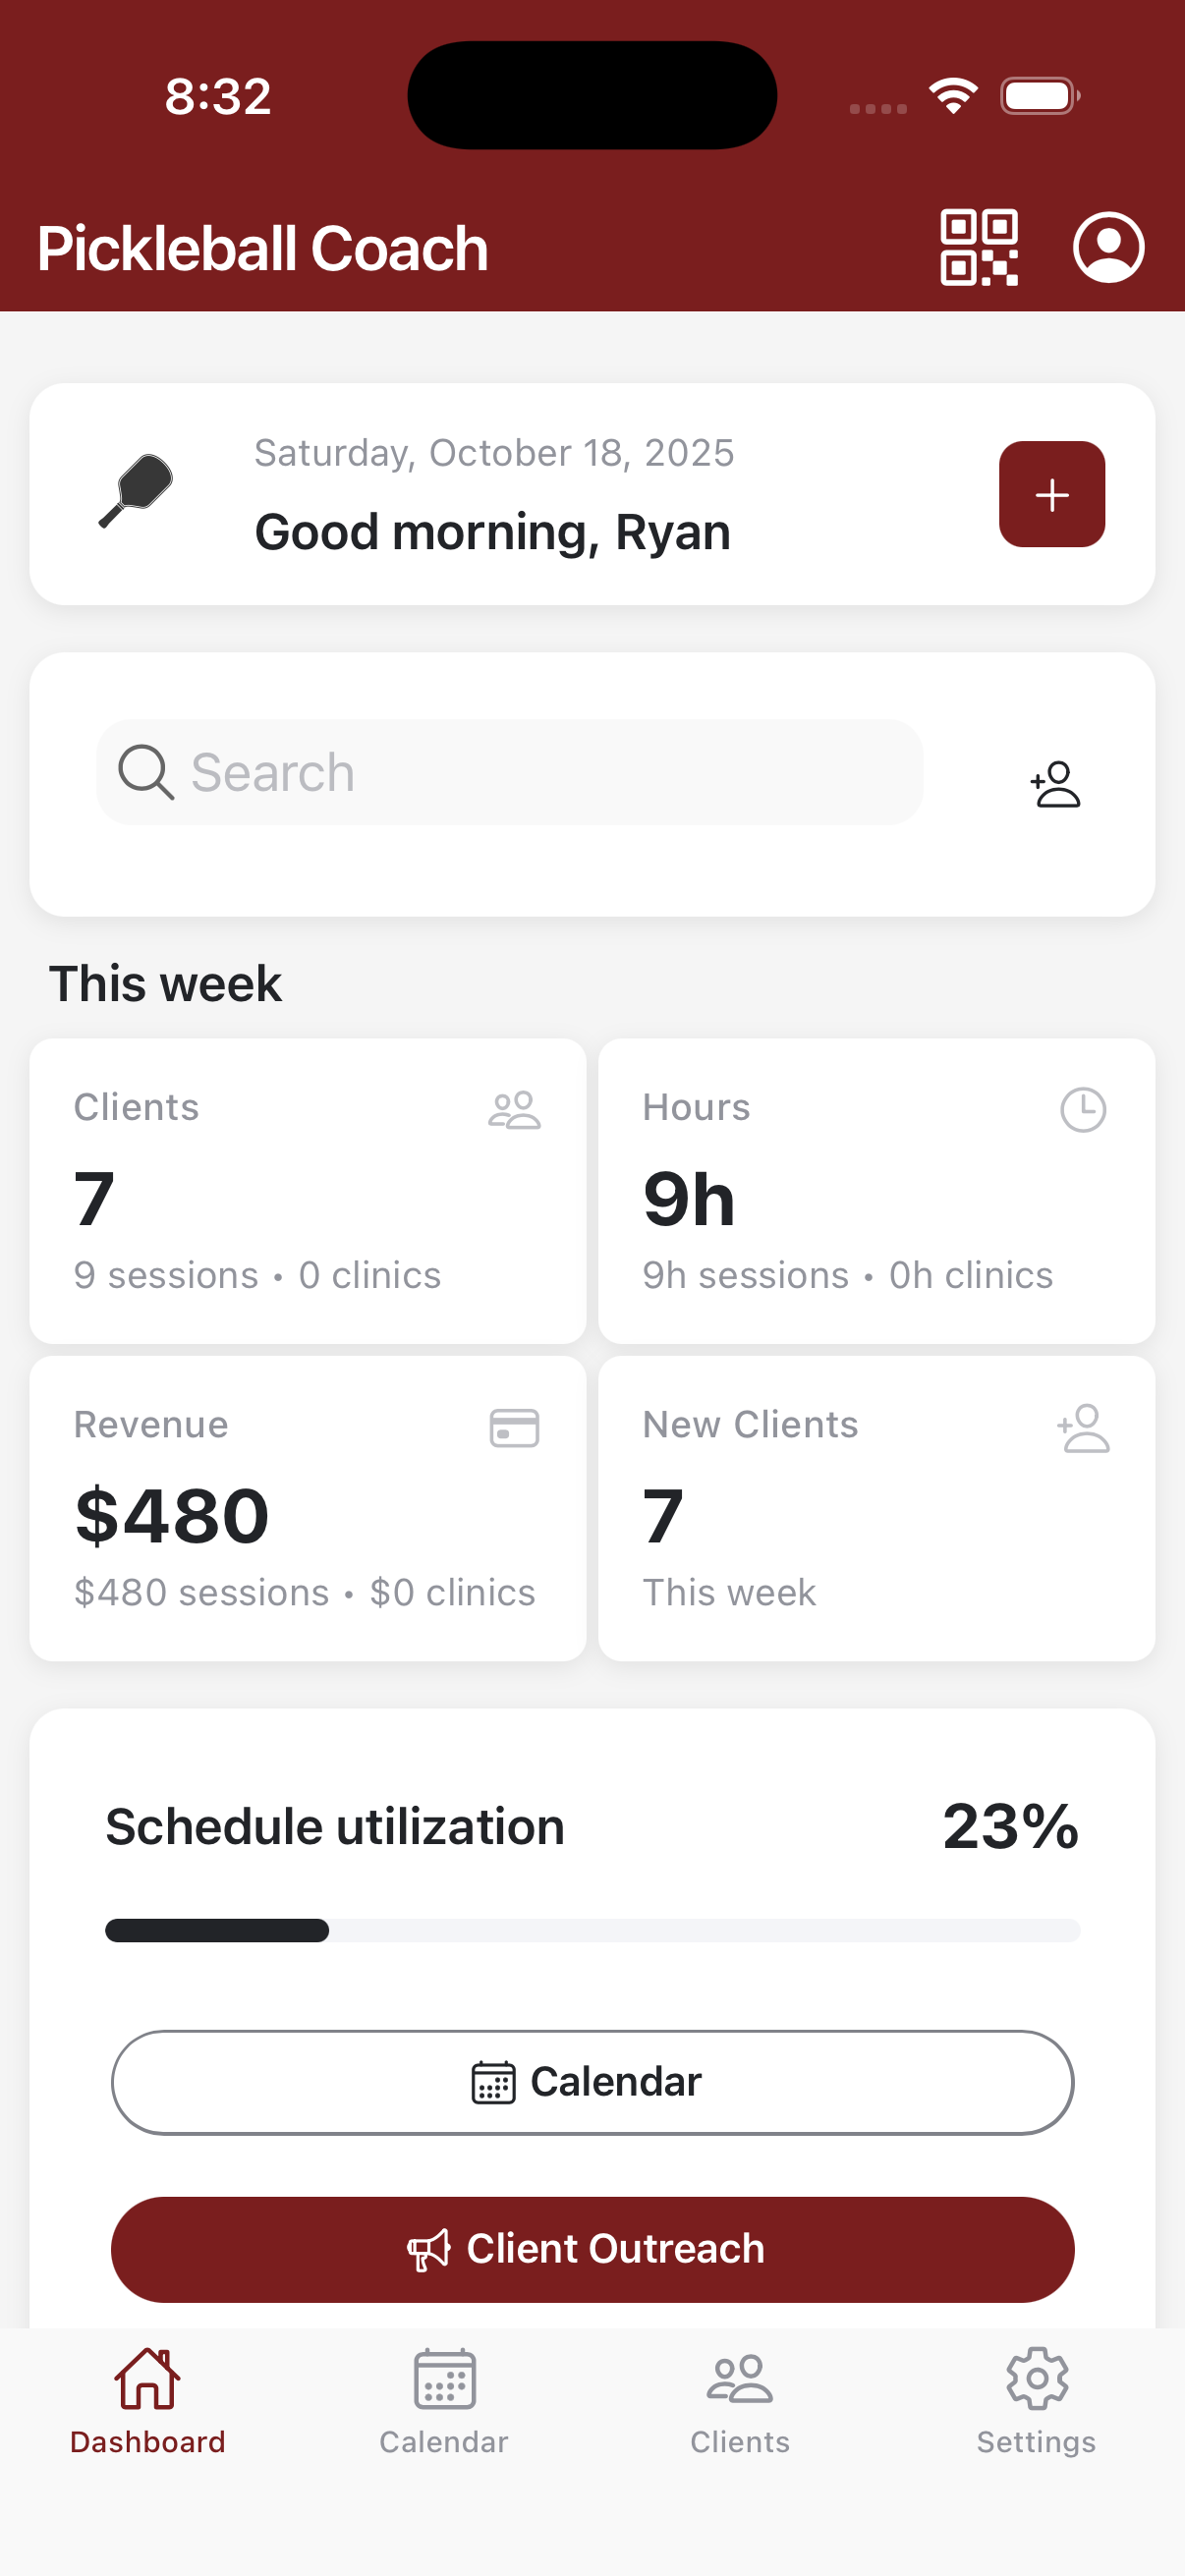 8:32
Pickleball Coach
Saturday, October 18, 2025
Good morning, Ryan
Search
This week
Clients
7
9 sessions • 0 clinics
Hours
9h
9h sessions • 0h clinics
Revenue
$480
$480 sessions • $0 clinics
New Clients
7
This week
Schedule utilization
23%
Calendar
Client Outreach
Dashboard
Calendar
Clients
Settings